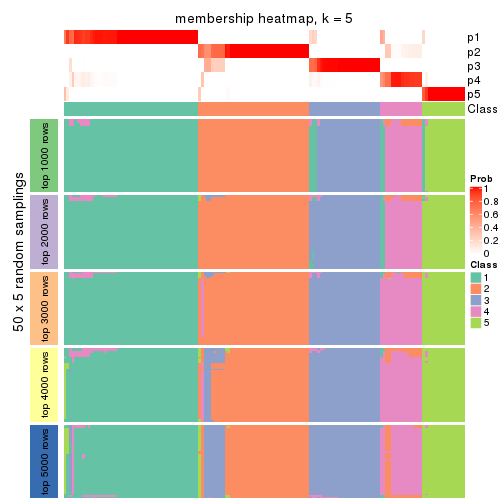 membership heatmap, k = 5
p1
p2
p3
p4
p5
Class
50 x 5 random samplings
top 1000 rows
top 2000 rows
top 3000 rows
top 4000 rows
top 5000 rows
Prob
1
0.8
0.6
0.4
0.2
0
Class
1
2
3
4
5